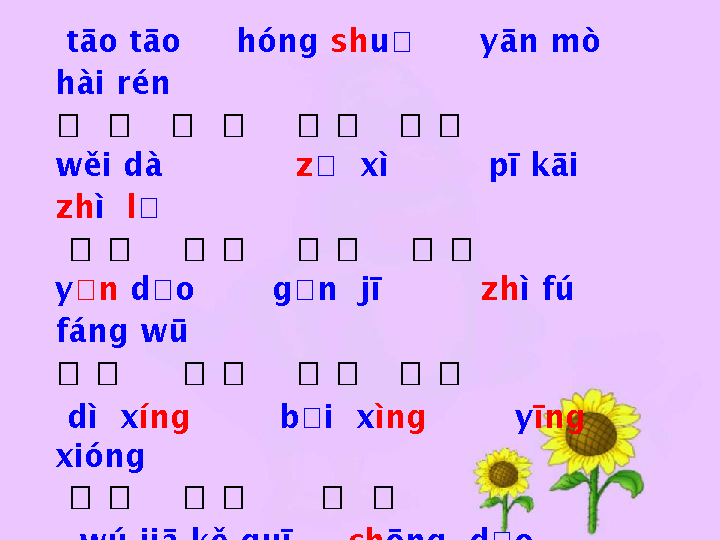 tāo tāo hóng shu□ yān mò
hài rén
□ □ □ □ □ □ □ □
wěi dà z□ xì pī kāi
zhì l□
□ □ □ □ □ □ □ □
y□n d□o g□n jī zhì fú
fáng wū
□ □ □ □ □ □ □ □
dì xíng b□i xìng yīng
xióng
□ □ □ □ □ □
wú jiā kě guī shēng d□o